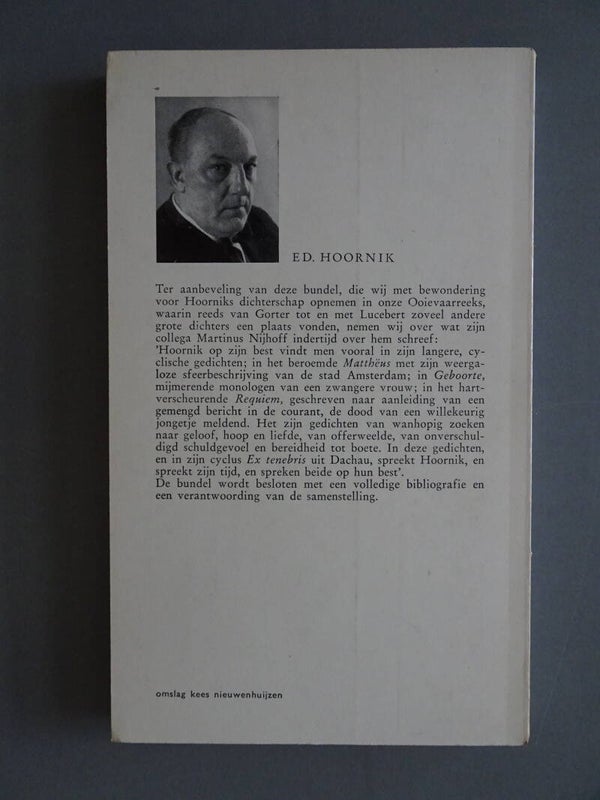 ED. HOORNIK
Ter aanbeveling van deze bundel, die wij met bewondering
voor Hoorniks dichterschap opnemen in onze Ooievaarreeks,
waarin reeds van Gorter tot en met Lucebert zoveel andere
grote dichters een plaats vonden, nemen wij over wat zijn
collega Martinus Nijhoff indertijd over hem schreef:
'Hoornik op zijn best vindt men vooral in zijn langere, cy-
clische gedichten; in het beroemde Matthëus met zijn weerga-
loze sfeerbeschrijving van de stad Amsterdam; in Geboorte,
mijmerende monologen van een zwangere vrouw; in het hart-
verscheurende Requiem, geschreven naar aanleiding van een
gemengd bericht in de courant, de dood van een willekeurig
jongetje meldend. Het zijn gedichten van wanhopig zoeken
naar geloof, hoop en liefde, van offerweelde, van onverschul-
digd schuldgevoel en bereidheid tot boete. In deze gedichten,
en in zijn cyclus Ex tenebris uit Dachau, spreekt Hoornik, en
spreekt zijn tijd, en spreken beide op hun best'.
De bundel wordt besloten met een volledige bibliografie en
een verantwoording van de samenstelling.
omslag kees nieuwenhuijzen